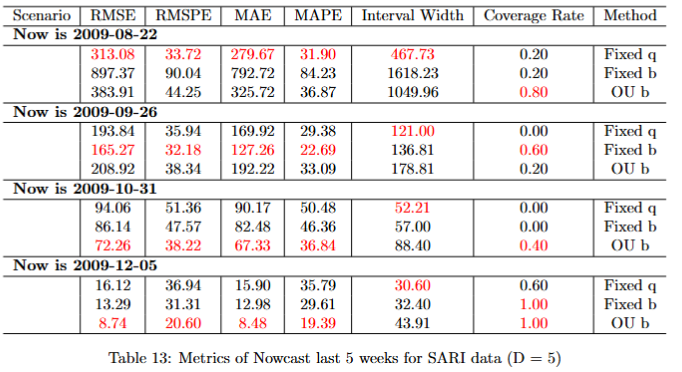 Scenario RMSE RMSPE MAE MAPE Interval Width Coverage Rate Method
Now is 2009-08-22
313.08 33.72 279.67 31.90 467.73 0.20 Fixed q
897.37 90.04 792.72 84.23 1618.23 0.20 Fixed b
383.91 44.25 325.72 36.87 1049.96 0.80 OU b
Now is 2009-09-26
193.84 35.94 169.92 29.38 121.00 0.00 Fixed q
165.27 32.18 127.26 22.69 136.81 0.60 Fixed b
208.92 38.34 192.22 33.09 178.81 0.20 OU b
Now is 2009-10-31
94.06 51.36 90.17 50.48 52.21 0.00 Fixed q
86.14 47.57 82.48 46.36 57.00 0.00 Fixed b
72.26 38.22 67.33 36.84 88.40 0.40 OU b
Now is 2009-12-05
16.12 36.94 15.90 35.79 30.60 0.60 Fixed q
13.29 31.31 12.98 29.61 32.40 1.00 Fixed b
8.74 20.60 8.48 19.39 43.91 1.00 OU b
Table 13: Metrics of Nowcast last 5 weeks for SARI data (D = 5)